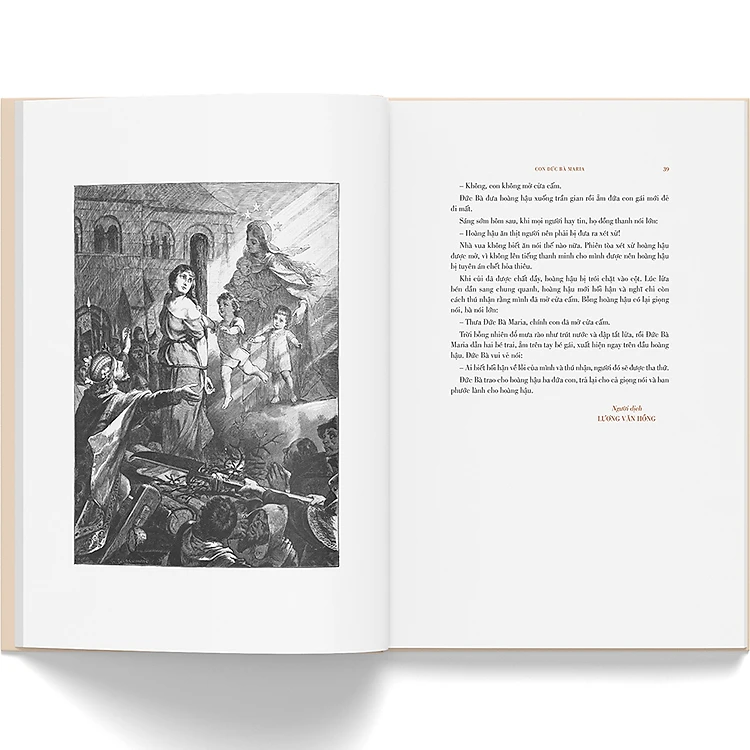 CON ĐỨC BÀ MARIA 39
– Không, con không mở cửa cấm.
Đức Bà đưa hoàng hậu xuống trần gian rồi ẵm đứa con gái mới đẻ
đi mất.
Sáng sớm hôm sau, khi mọi người hay tin, họ đồng thanh nói lớn:
– Hoàng hậu ăn thịt người nên phải bị đưa ra xét xử!
Nhà vua không biết ăn nói thế nào nữa. Phiên tòa xét xử hoàng hậu
được mở, vì không lên tiếng thanh minh cho mình được nên hoàng hậu
bị tuyên án chết hỏa thiêu.
Khi củi đã được chất đầy, hoàng hậu bị trói chặt vào cột. Lúc lửa
bén dần sang chung quanh, hoàng hậu mới hối hận và nghĩ chỉ còn
cách thú nhận rằng mình đã mở cửa cấm. Bỗng hoàng hậu có lại giọng
nói, bà nói lớn:
– Thưa Đức Bà Maria, chính con đã mở cửa cấm.
Trời bỗng nhiên đổ mưa rào như trút nước và dập tắt lửa, rồi Đức Bà
Maria dẫn hai bé trai, ẵm trên tay bé gái, xuất hiện ngay trên đầu hoàng
hậu. Đức Bà vui vẻ nói:
– Ai biết hối hận về lỗi của mình và thú nhận, người đó sẽ được tha thứ.
Đức Bà trao cho hoàng hậu ba đứa con, trả lại cho cả giọng nói và ban
phước lành cho hoàng hậu.
Người dịch
LƯƠNG VĂN HỒNG